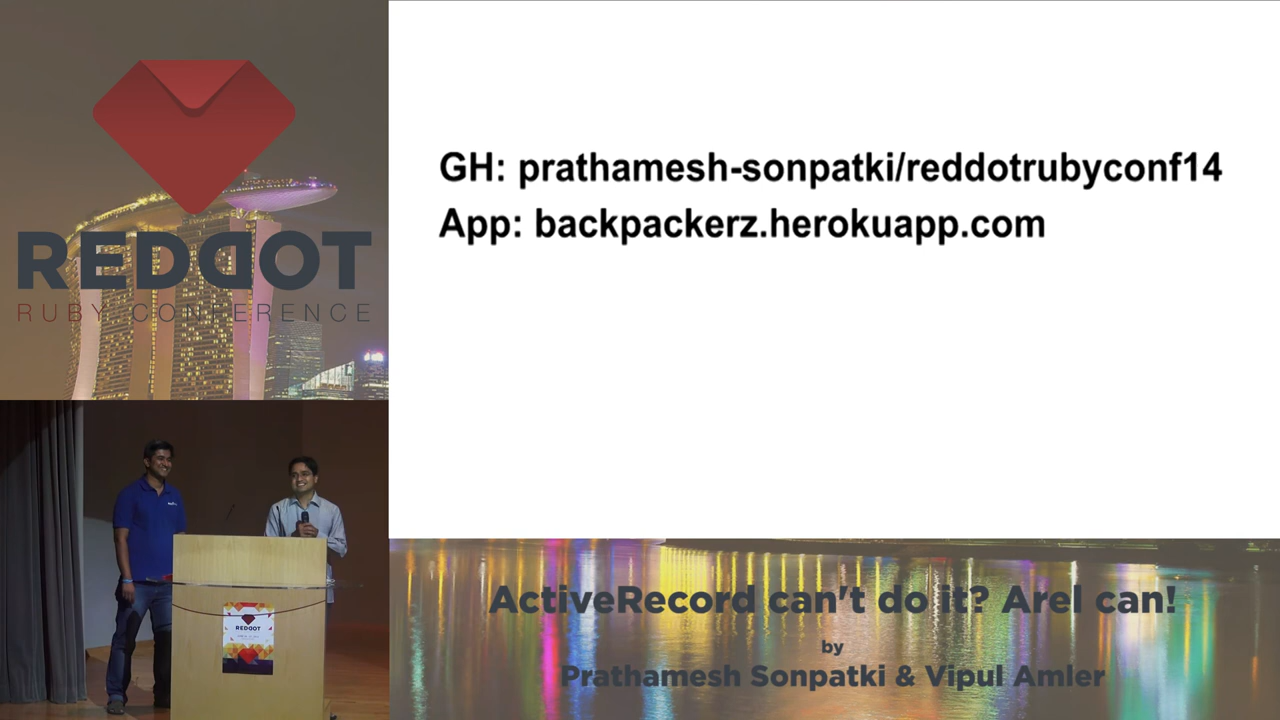 REDDOT
RUBY CONFERENCE
GH: prathamesh-sonpatki/reddotrubyconf14
App: backpackerz.herokuapp.com
REDDOT
ActiveRecord can't do it? Arel can!
by
Prathamesh Sonpatki & Vipul Amler